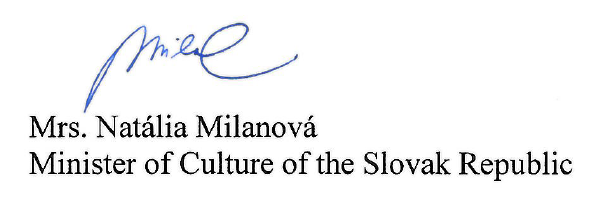 Mrs. Natália Milanová
Minister of Culture of the Slovak Republic